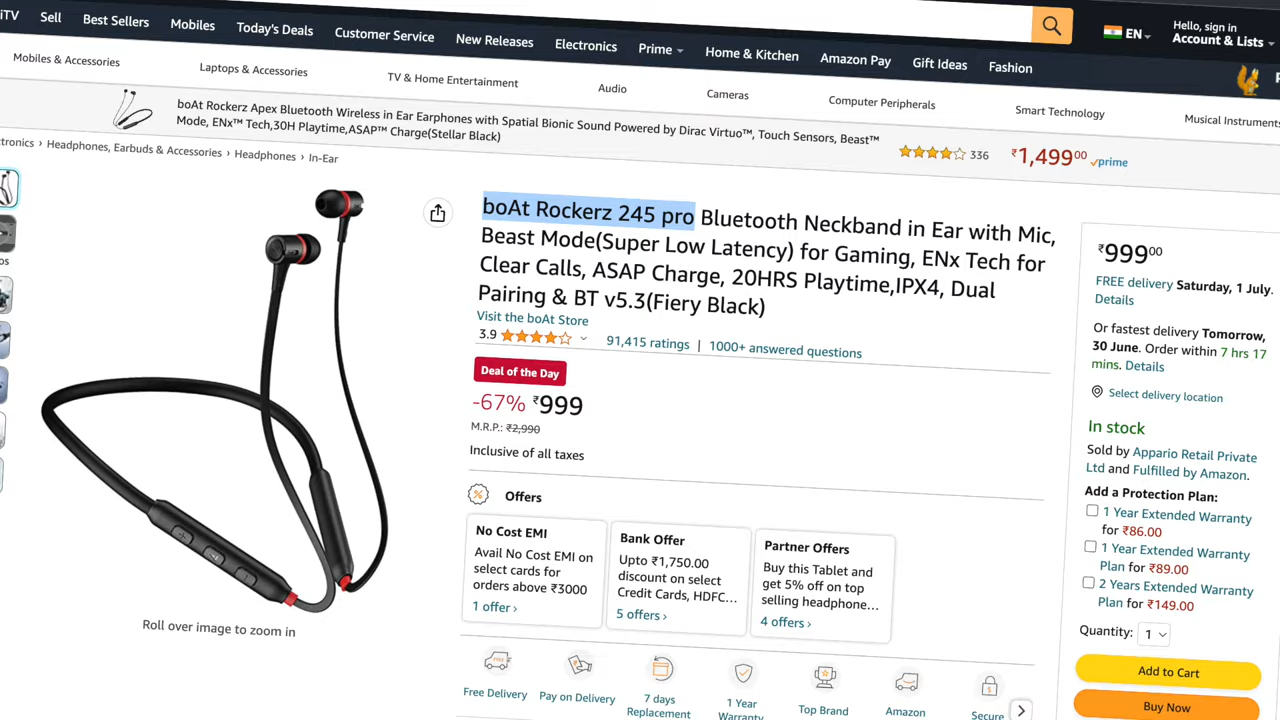 iTV Sell Best Sellers Mobiles Today's Deals Customer Service New Releases Electronics Prime Home & Kitchen Amazon Pay Gift Ideas Fashion
EN
Hello, sign in
Account & Lists
Mobiles & Accessories Laptops & Accessories TV & Home Entertainment Audio Cameras Computer Peripherals Smart Technology Musical Instruments
boAt Rockerz Apex Bluetooth Wireless in Ear Earphones with Spatial Bionic Sound Powered by Dirac Virtuo™, Touch Sensors, Beast™
Mode, ENx™ Tech,30H Playtime,ASAP™ Charge(Stellar Black)
336
₹1,49900
prime
ctronics › Headphones, Earbuds & Accessories › Headphones › In-Ear
os
Roll over image to zoom in
boAt Rockerz 245 pro Bluetooth Neckband in Ear with Mic,
Beast Mode(Super Low Latency) for Gaming, ENx Tech for
Clear Calls, ASAP Charge, 20HRS Playtime,IPX4, Dual
Pairing & BT v5.3(Fiery Black)
Visit the boAt Store
3.9 91,415 ratings | 1000+ answered questions
Deal of the Day
-67% ₹999
M.R.P.: ₹2,990
Inclusive of all taxes
% Offers
No Cost EMI
Avail No Cost EMI on
select cards for
orders above ₹3000
1 offer ›
Bank Offer
Upto ₹1,750.00
discount on select
Credit Cards, HDFC...
5 offers ›
Partner Offers
Buy this Tablet and
get 5% off on top
selling headphone...
4 offers ›
FREE
Free Delivery
Pay on Delivery
7 days
Replacement
1 Year
Warranty
Top Brand
Amazon
Secure
₹99900
FREE delivery Saturday, 1 July.
Details
Or fastest delivery Tomorrow,
30 June. Order within 7 hrs 17
mins. Details
Select delivery location
In stock
Sold by Appario Retail Private
Ltd and Fulfilled by Amazon.
Add a Protection Plan:
1 Year Extended Warranty
for ₹86.00
1 Year Extended Warranty
Plan for ₹89.00
2 Years Extended Warranty
Plan for ₹149.00
Quantity: 1
Add to Cart
Buy Now